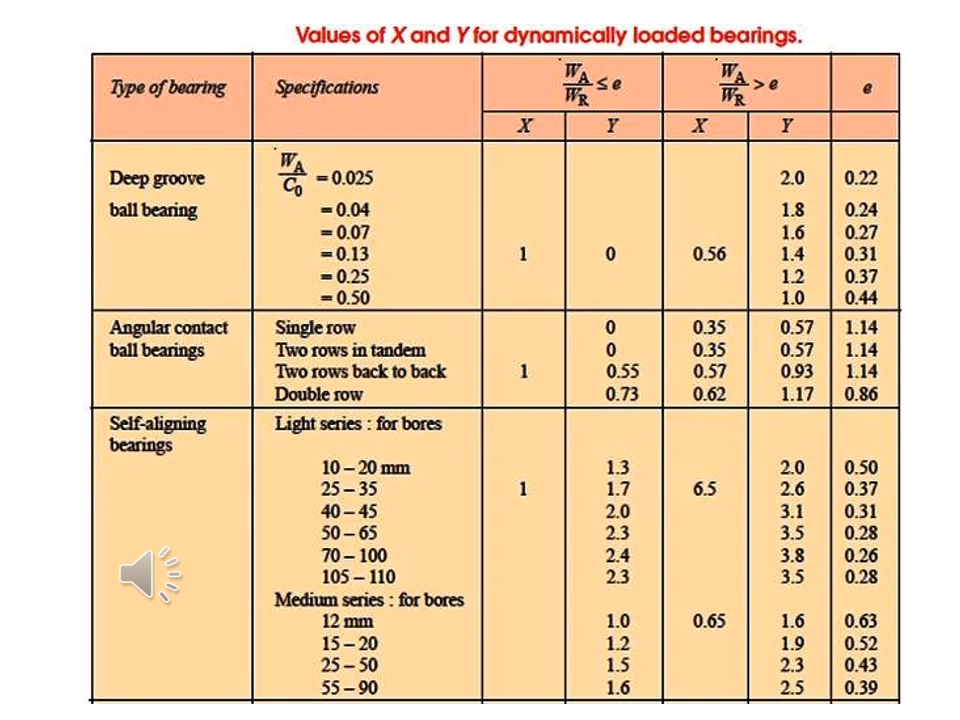 Values of X and Y for dynamically loaded bearings.
Type of bearing Specifications W_A/W_R ≤ e W_A/W_R > e e
X Y X Y
Deep groove W_A/C_0 = 0.025 2.0 0.22
ball bearing = 0.04 1.8 0.24
= 0.07 1.6 0.27
= 0.13 1 0 0.56 1.4 0.31
= 0.25 1.2 0.37
= 0.50 1.0 0.44
Angular contact Single row 0 0.35 0.57 1.14
ball bearings Two rows in tandem 0 0.35 0.57 1.14
Two rows back to back 1 0.55 0.57 0.93 1.14
Double row 0.73 0.62 1.17 0.86
Self-aligning Light series : for bores
bearings
10 – 20 mm 1.3 2.0 0.50
25 – 35 1 1.7 6.5 2.6 0.37
40 – 45 2.0 3.1 0.31
50 – 65 2.3 3.5 0.28
70 – 100 2.4 3.8 0.26
105 – 110 2.3 3.5 0.28
Medium series : for bores
12 mm 1.0 0.65 1.6 0.63
15 – 20 1.2 1.9 0.52
25 – 50 1.5 2.3 0.43
55 – 90 1.6 2.5 0.39